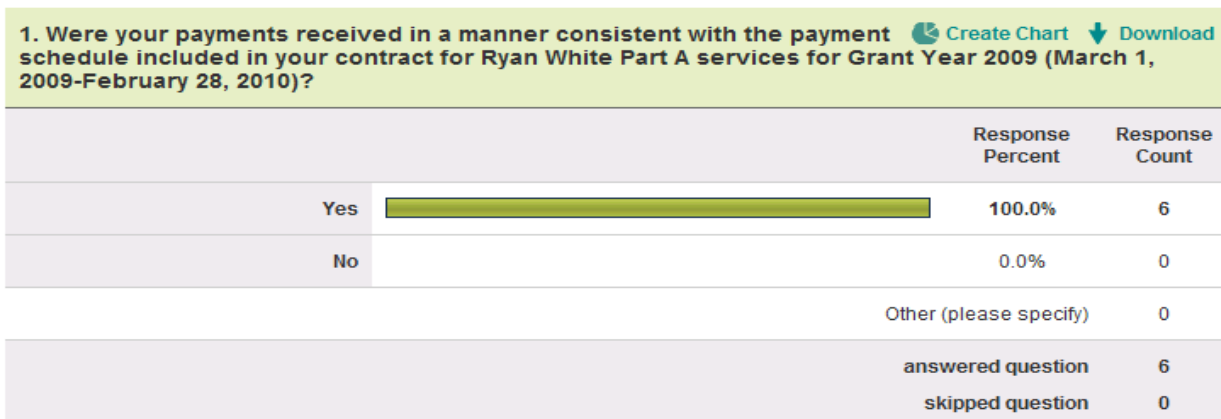 1. Were your payments received in a manner consistent with the payment Create Chart Download
schedule included in your contract for Ryan White Part A services for Grant Year 2009 (March 1,
2009-February 28, 2010)?
Response Percent Response Count
Yes 100.0% 6
No 0.0% 0
Other (please specify) 0
answered question 6
skipped question 0